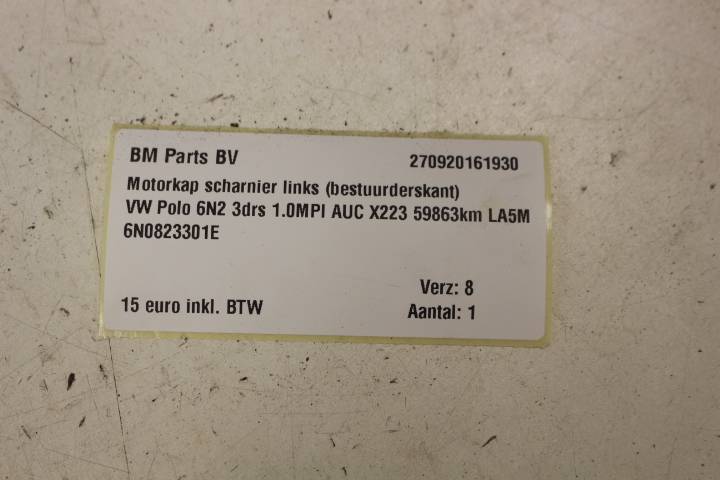 BM Parts BV 270920161930
Motorkap scharnier links (bestuurderskant)
VW Polo 6N2 3drs 1.0MPI AUC X223 59863km LA5M
6N0823301E
Verz: 8
15 euro inkl. BTW Aantal: 1